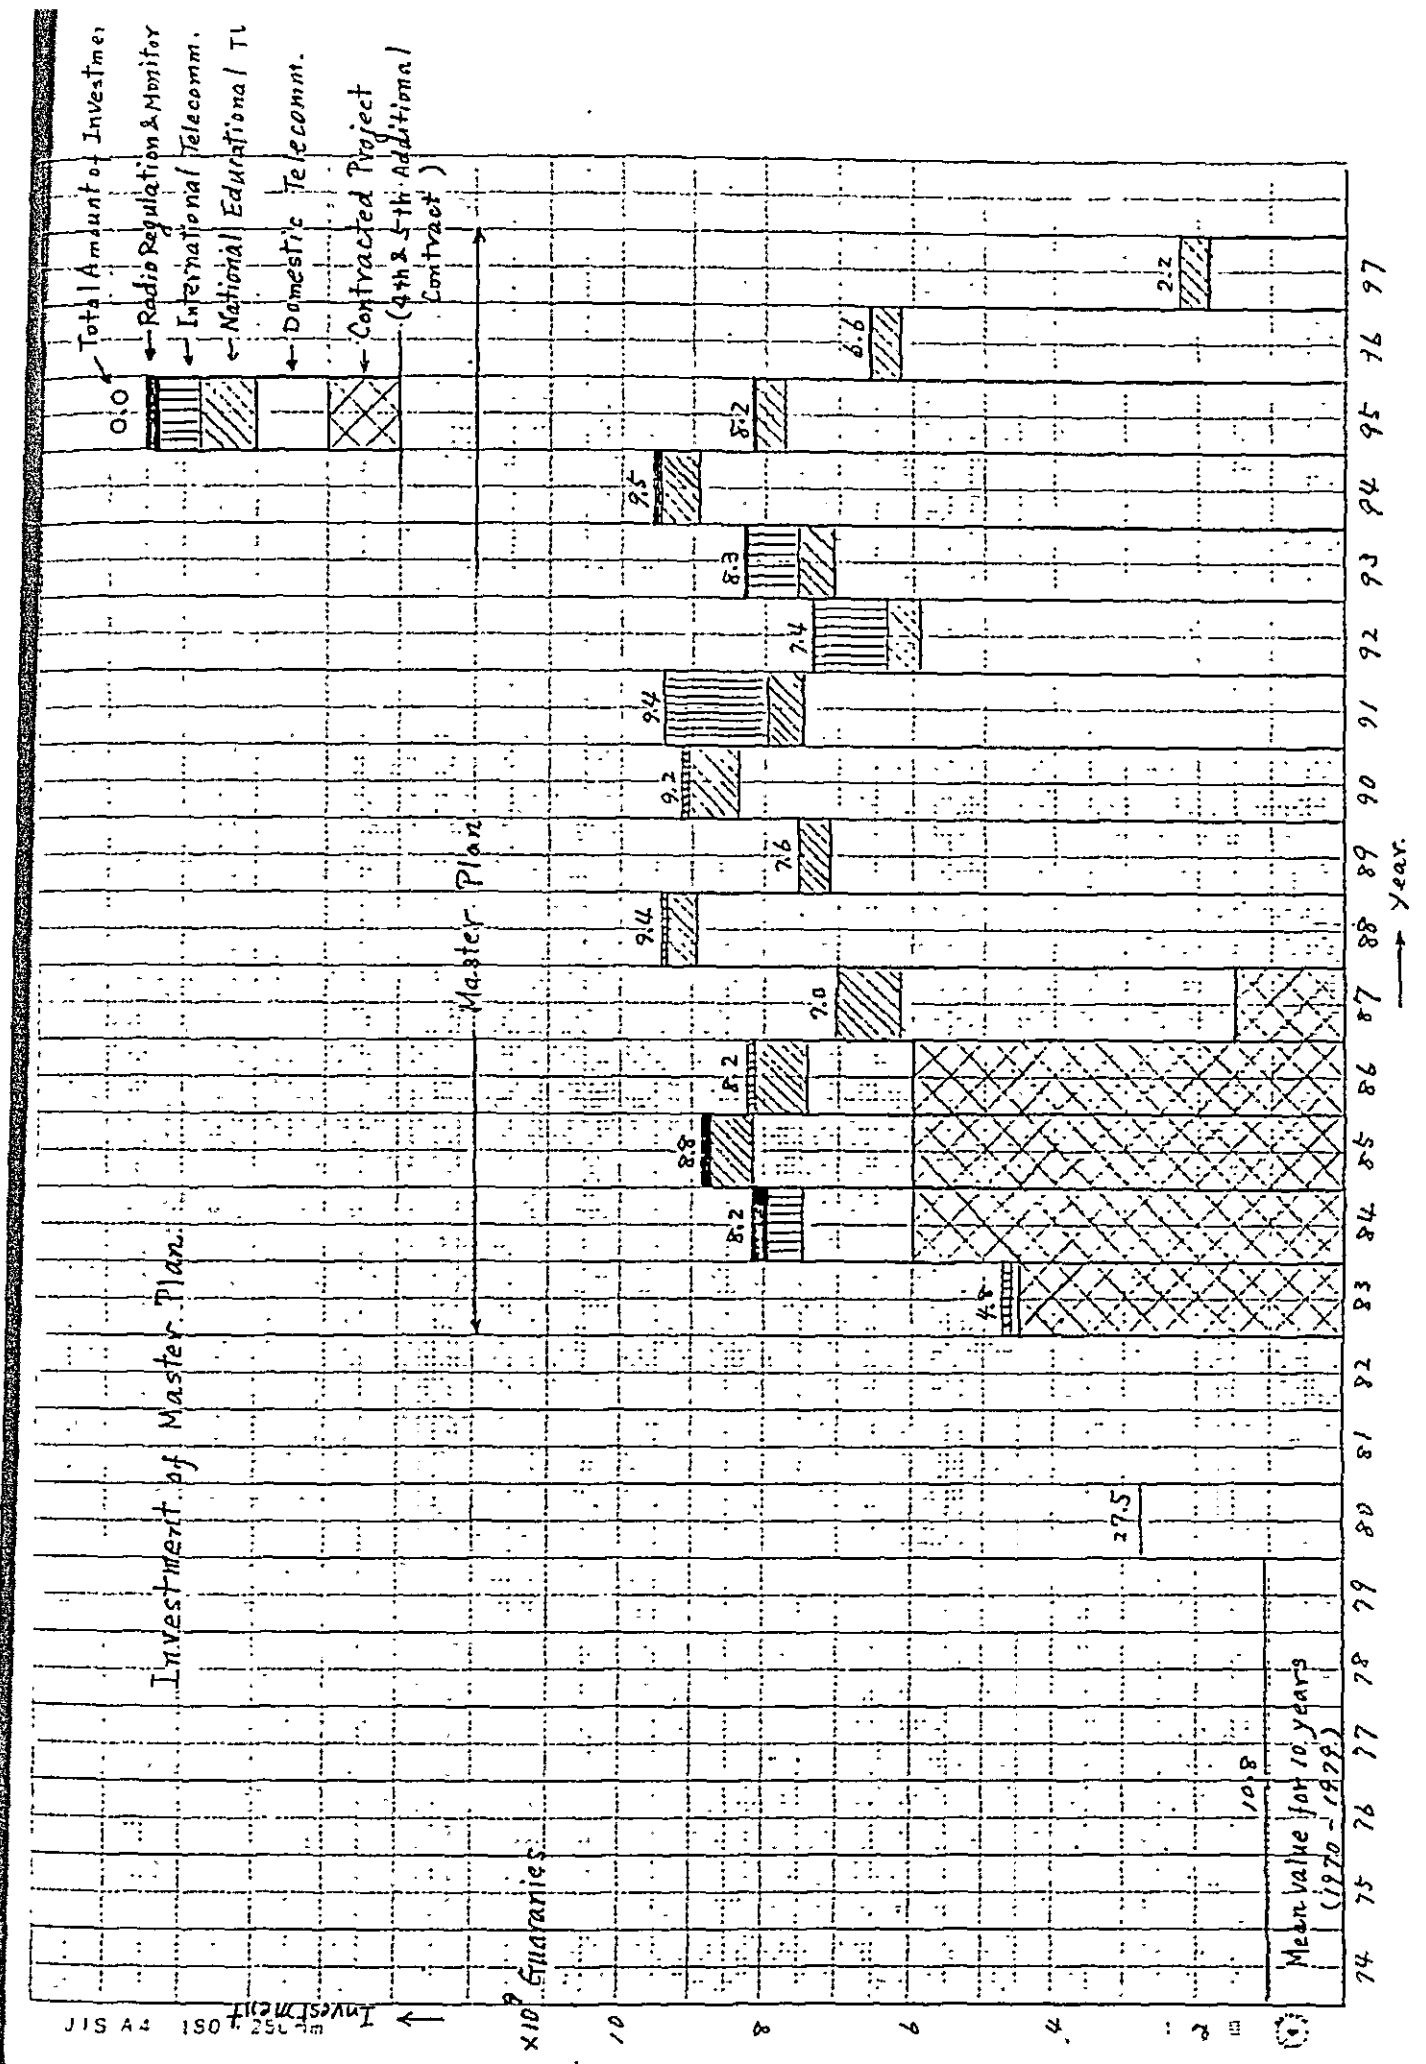 Investment of Master Plan.
Total Amount of Investmen
0.0
Radio Regulation & Monitor
International Telecomm.
National Educational TV
Domestic Telecomm.
Contracted Project
(4th & 5th Additional
Contract)
Master Plan
Investment
×10⁹ Guaranies
10
8
6
4
2
10.8
Mean value for 10 years
(1970 - 1979)
27.5
4.8
8.2
8.8
8.2
7.0
9.4
7.6
9.2
9.4
7.4
8.3
9.5
8.2
6.6
2.2
74 75 76 77 78 79 80 81 82 83 84 85 86 87 88 89 90 91 92 93 94 95 96 97
→ year.
JIS A4